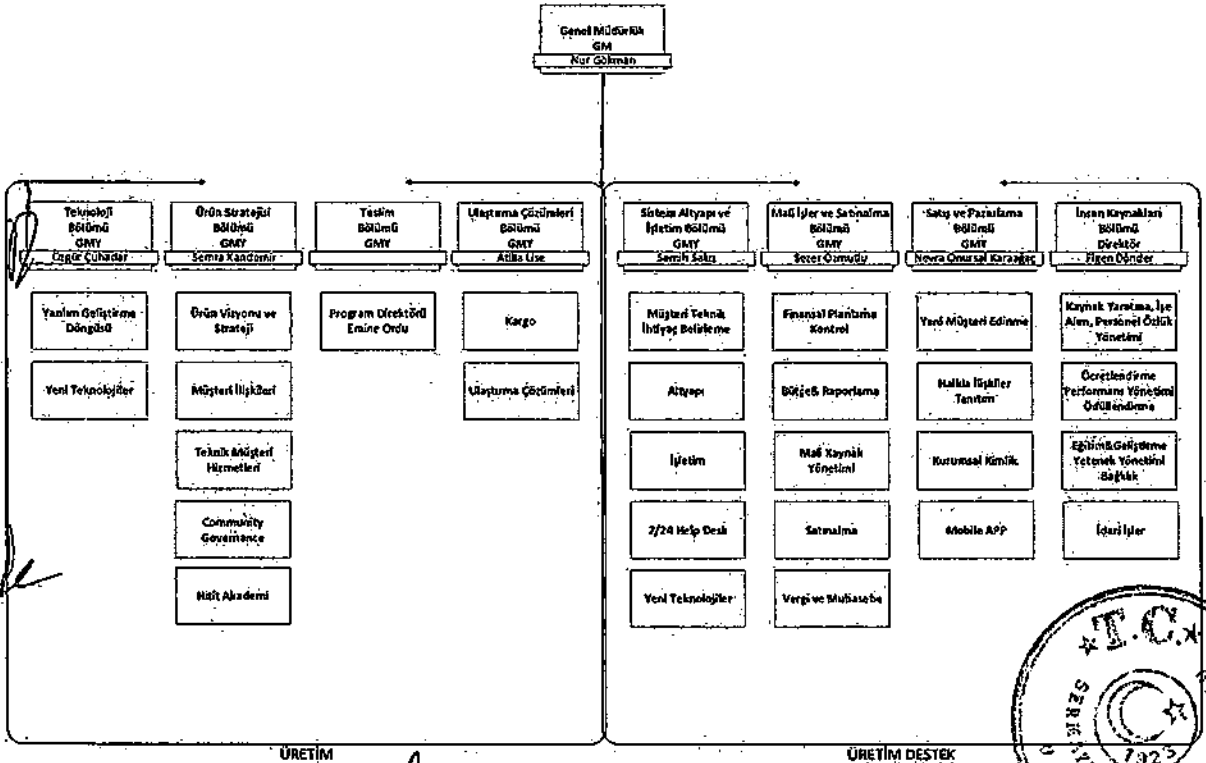 Genel Müdürlük
GM
Nur Gökman
Teknoloji
Bölümü
GMY
Özgür Çuhadar
Yazılım Geliştirme
Döngüsü
Yeni Teknolojiler
Ürün Stratejisi
Bölümü
GMY
Semra Kandemir
Ürün Vizyonu ve
Strateji
Müşteri İlişkileri
Teknik Müşteri
Hizmetleri
Community
Governance
Hitit Akademi
Teslim
Bölümü
GMY
Program Direktörü
Emine Ordu
Ulaştırma Çözümleri
Bölümü
GMY
Atilla Lise
Kargo
Ulaştırma Çözümleri
Sistem Altyapı ve
İşletim Bölümü
GMY
Semih
Müşteri Teknik
İhtiyaç Belirleme
Altyapı
İşletim
7/24 Help Desk
Yeni Teknolojiler
Mali İşler ve Satınalma
Bölümü
GMY
Sezer Özmutlu
Finansal Planlama
Kontrol
Bütçe& Raporlama
Mali Kaynak
Yönetimi
Satınalma
Vergi ve Muhasebe
Satış ve Pazarlama
Bölümü
GMY
Nevra Onursal Karaağaç
Yeni Müşteri Edinme
Halkla İlişkiler
Tanıtım
Kurumsal Kimlik
Mobile APP
İnsan Kaynakları
Bölümü
Direktör
Figen Dönder
Kaynak Yaratma, İşe
Alım, Personel Özlük
Yönetimi
Ücretlendirme
Performans Yönetimi
Ödüllendirme
Eğitim&Geliştirme
Yetenek Yönetimi
Bağlılık
İdari İşler
ÜRETİM
ÜRETİM DESTEK
T.C.
1923